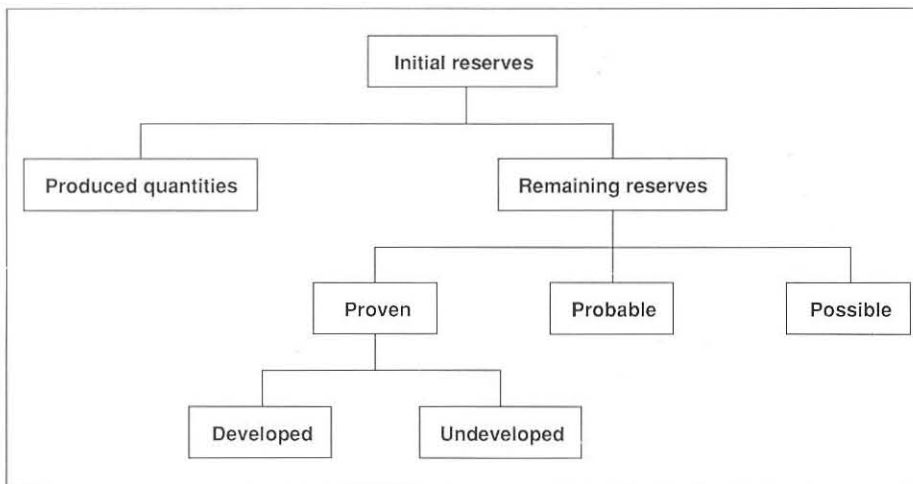 Initial reserves
Produced quantities
Remaining reserves
Proven
Probable
Possible
Developed
Undeveloped